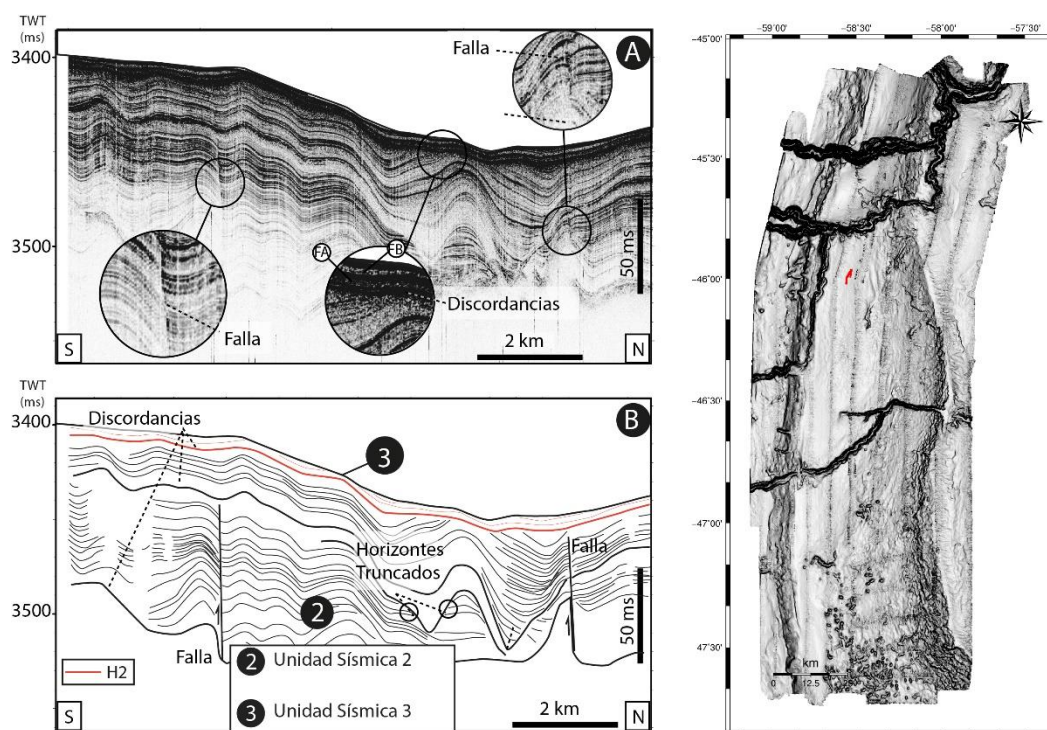 TWT
(ms)
3400
3500
Falla
A
FA
FB
50 ms
Discordancias
Falla
2 km
S
N
TWT
(ms)
3400
3500
Discordancias
B
3
Falla
Horizontes
Truncados
2
50 ms
Falla
H2
2 Unidad Sísmica 2
3 Unidad Sísmica 3
2 km
S
N
−59°00' −58°30' −58°00' −57°30'
−45°00'
−45°30'
−46°00'
−46°30'
−47°00'
−47°30'
km
0 12.5